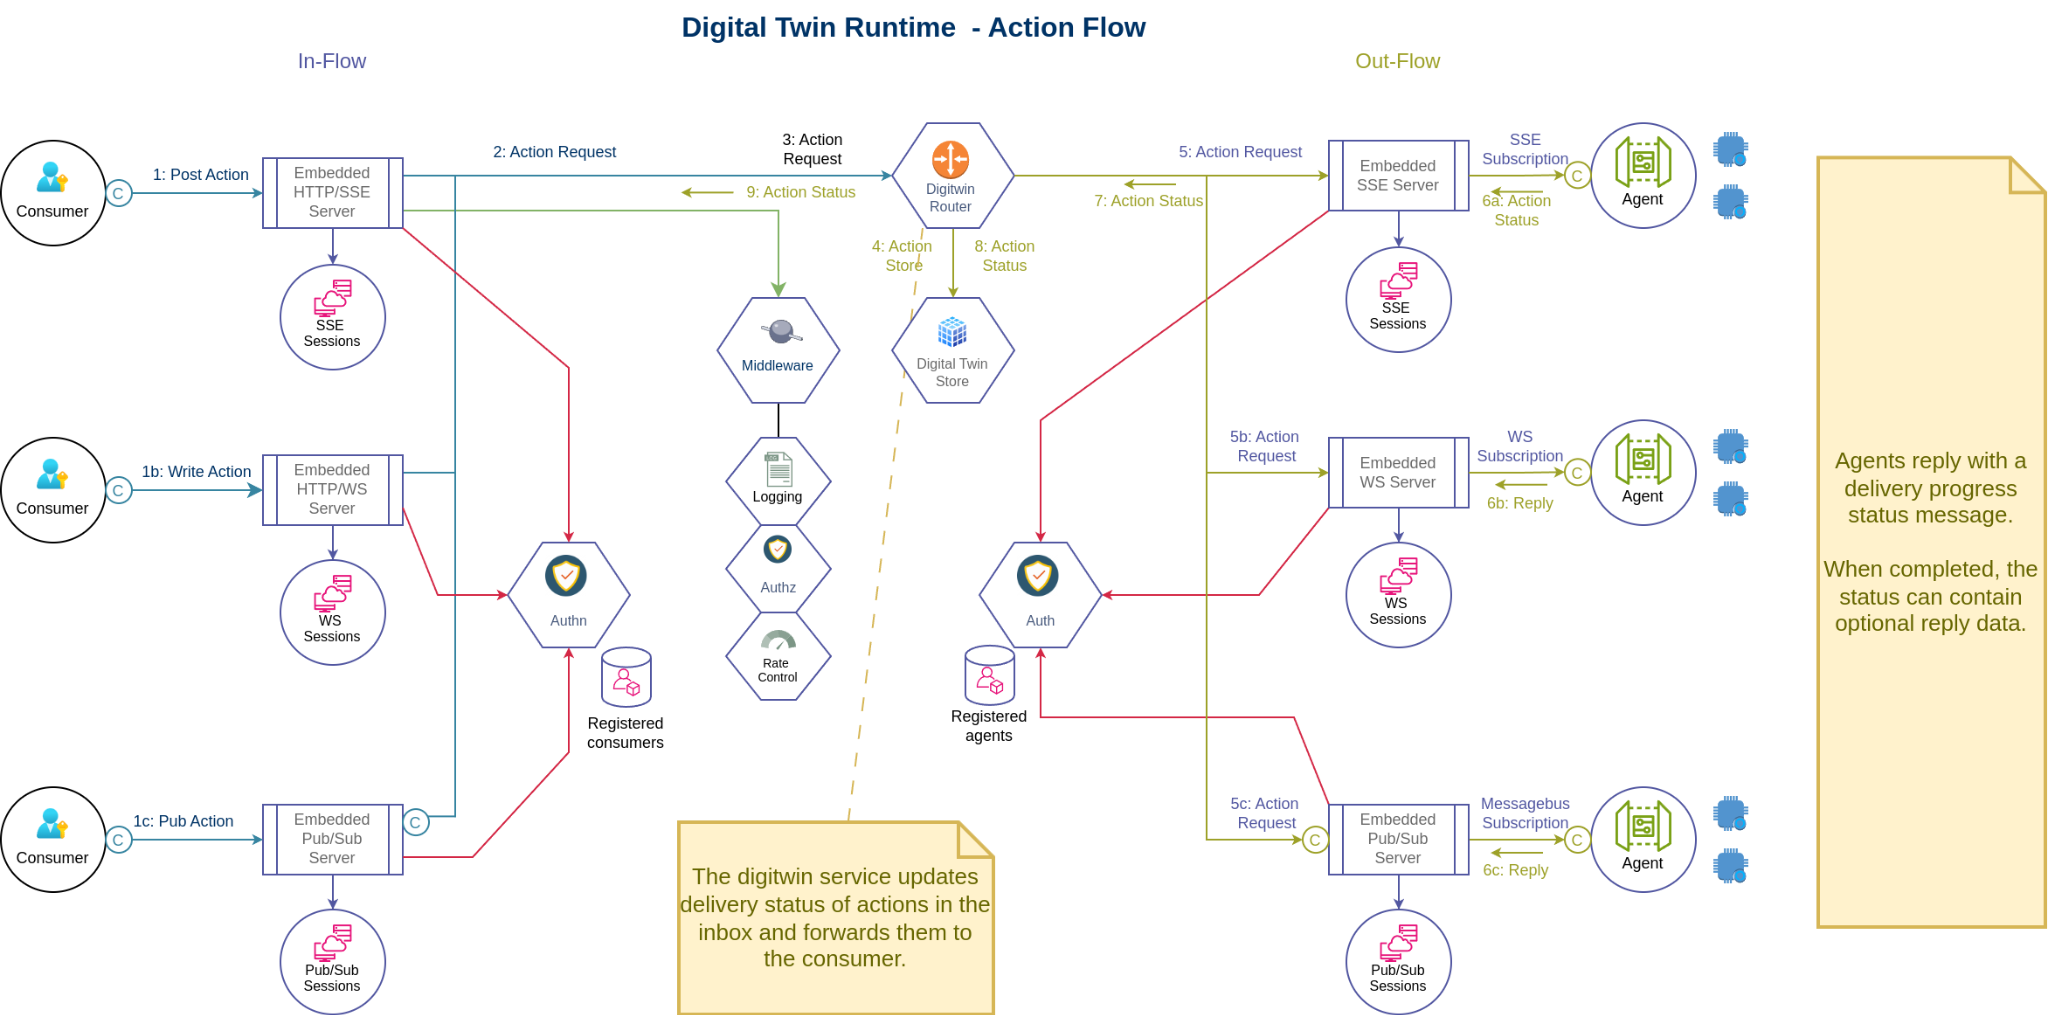 Digital Twin Runtime - Action Flow
In-Flow
Out-Flow
Consumer
C
1: Post Action
Embedded
HTTP/SSE
Server
SSE
Sessions
2: Action Request
3: Action
Request
9: Action Status
Digitwin
Router
4: Action
Store
8: Action
Status
Middleware
Digital Twin
Store
5: Action Request
7: Action Status
Embedded
SSE Server
SSE
Subscription
6a: Action
Status
C
Agent
SSE
Sessions
Consumer
C
1b: Write Action
Embedded
HTTP/WS
Server
WS
Sessions
Logging
Authz
Rate
Control
Authn
Registered
consumers
Auth
Registered
agents
5b: Action
Request
Embedded
WS Server
WS
Subscription
6b: Reply
C
Agent
WS
Sessions
Consumer
C
1c: Pub Action
Embedded
Pub/Sub
Server
C
Pub/Sub
Sessions
5c: Action
Request
C
Embedded
Pub/Sub
Server
Messagebus
Subscription
6c: Reply
C
Agent
Pub/Sub
Sessions
The digitwin service updates
delivery status of actions in the
inbox and forwards them to
the consumer.
Agents reply with a
delivery progress
status message.
When completed, the
status can contain
optional reply data.